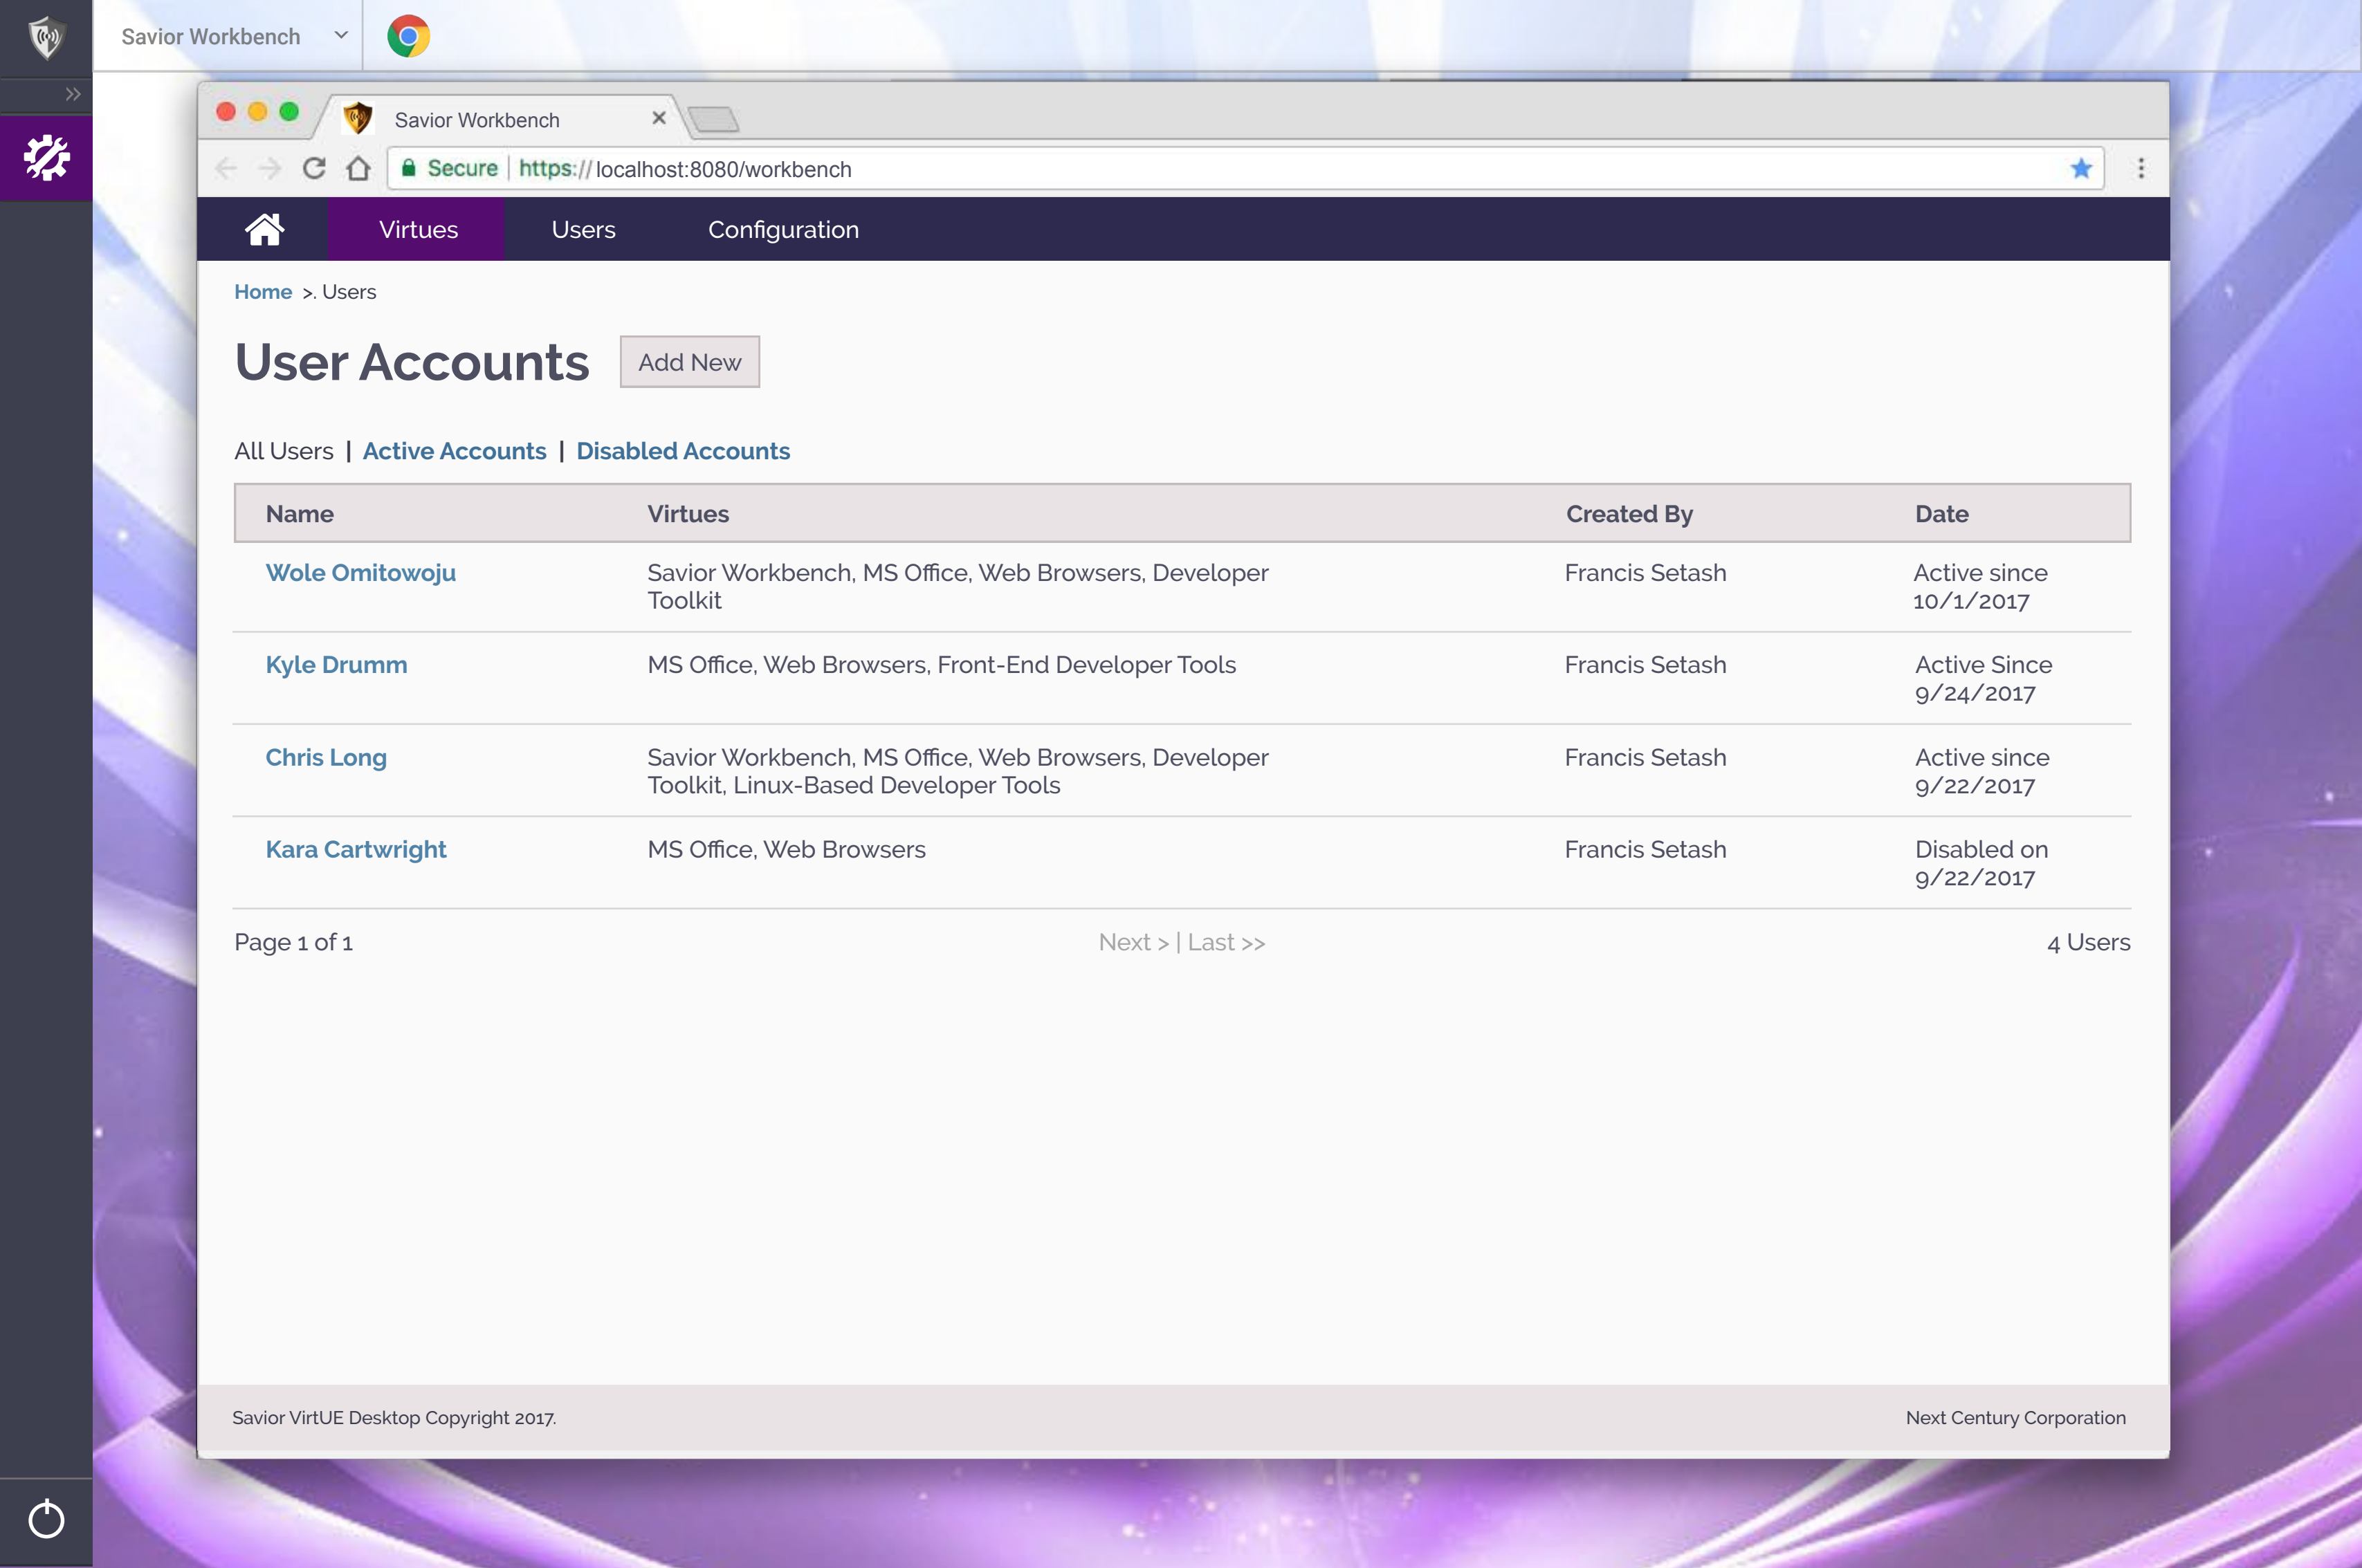 Savior Workbench
Savior Workbench
Secure https://localhost:8080/workbench
Virtues Users Configuration
Home >. Users
User Accounts Add New
All Users | Active Accounts | Disabled Accounts
Name Virtues Created By Date
Wole Omitowoju Savior Workbench, MS Office, Web Browsers, Developer Francis Setash Active since
Toolkit 10/1/2017
Kyle Drumm MS Office, Web Browsers, Front-End Developer Tools Francis Setash Active Since
9/24/2017
Chris Long Savior Workbench, MS Office, Web Browsers, Developer Francis Setash Active since
Toolkit, Linux-Based Developer Tools 9/22/2017
Kara Cartwright MS Office, Web Browsers Francis Setash Disabled on
9/22/2017
Page 1 of 1 Next > | Last >> 4 Users
Savior VirtUE Desktop Copyright 2017. Next Century Corporation